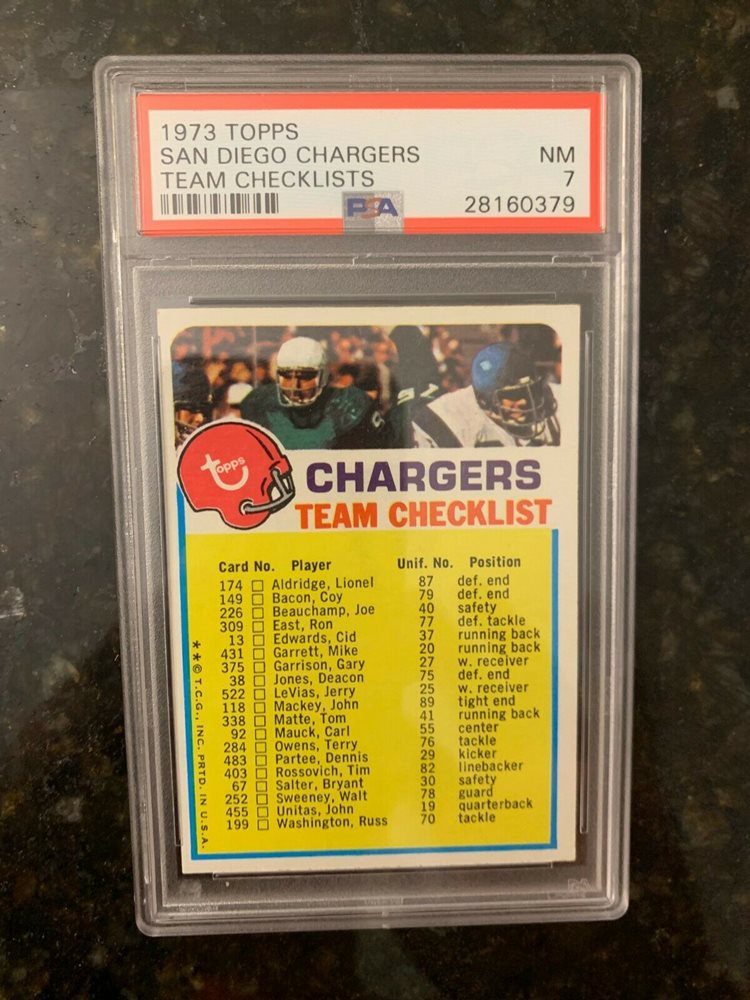 1973 TOPPS
SAN DIEGO CHARGERS NM
TEAM CHECKLISTS 7
PSA 28160379
topps
CHARGERS
TEAM CHECKLIST
Card No. Player Unif. No. Position
174 Aldridge, Lionel 87 def. end
149 Bacon, Coy 79 def. end
226 Beauchamp, Joe 40 safety
309 East, Ron 77 def. tackle
13 Edwards, Cid 37 running back
431 Garrett, Mike 20 running back
375 Garrison, Gary 27 w. receiver
38 Jones, Deacon 75 def. end
522 LeVias, Jerry 25 w. receiver
118 Mackey, John 89 tight end
338 Matte, Tom 41 running back
92 Mauck, Carl 55 center
284 Owens, Terry 76 tackle
483 Partee, Dennis 29 kicker
403 Rossovich, Tim 82 linebacker
67 Salter, Bryant 30 safety
252 Sweeney, Walt 78 guard
455 Unitas, John 19 quarterback
199 Washington, Russ 70 tackle
**© T.C.G., INC. PRTD. IN U.S.A.